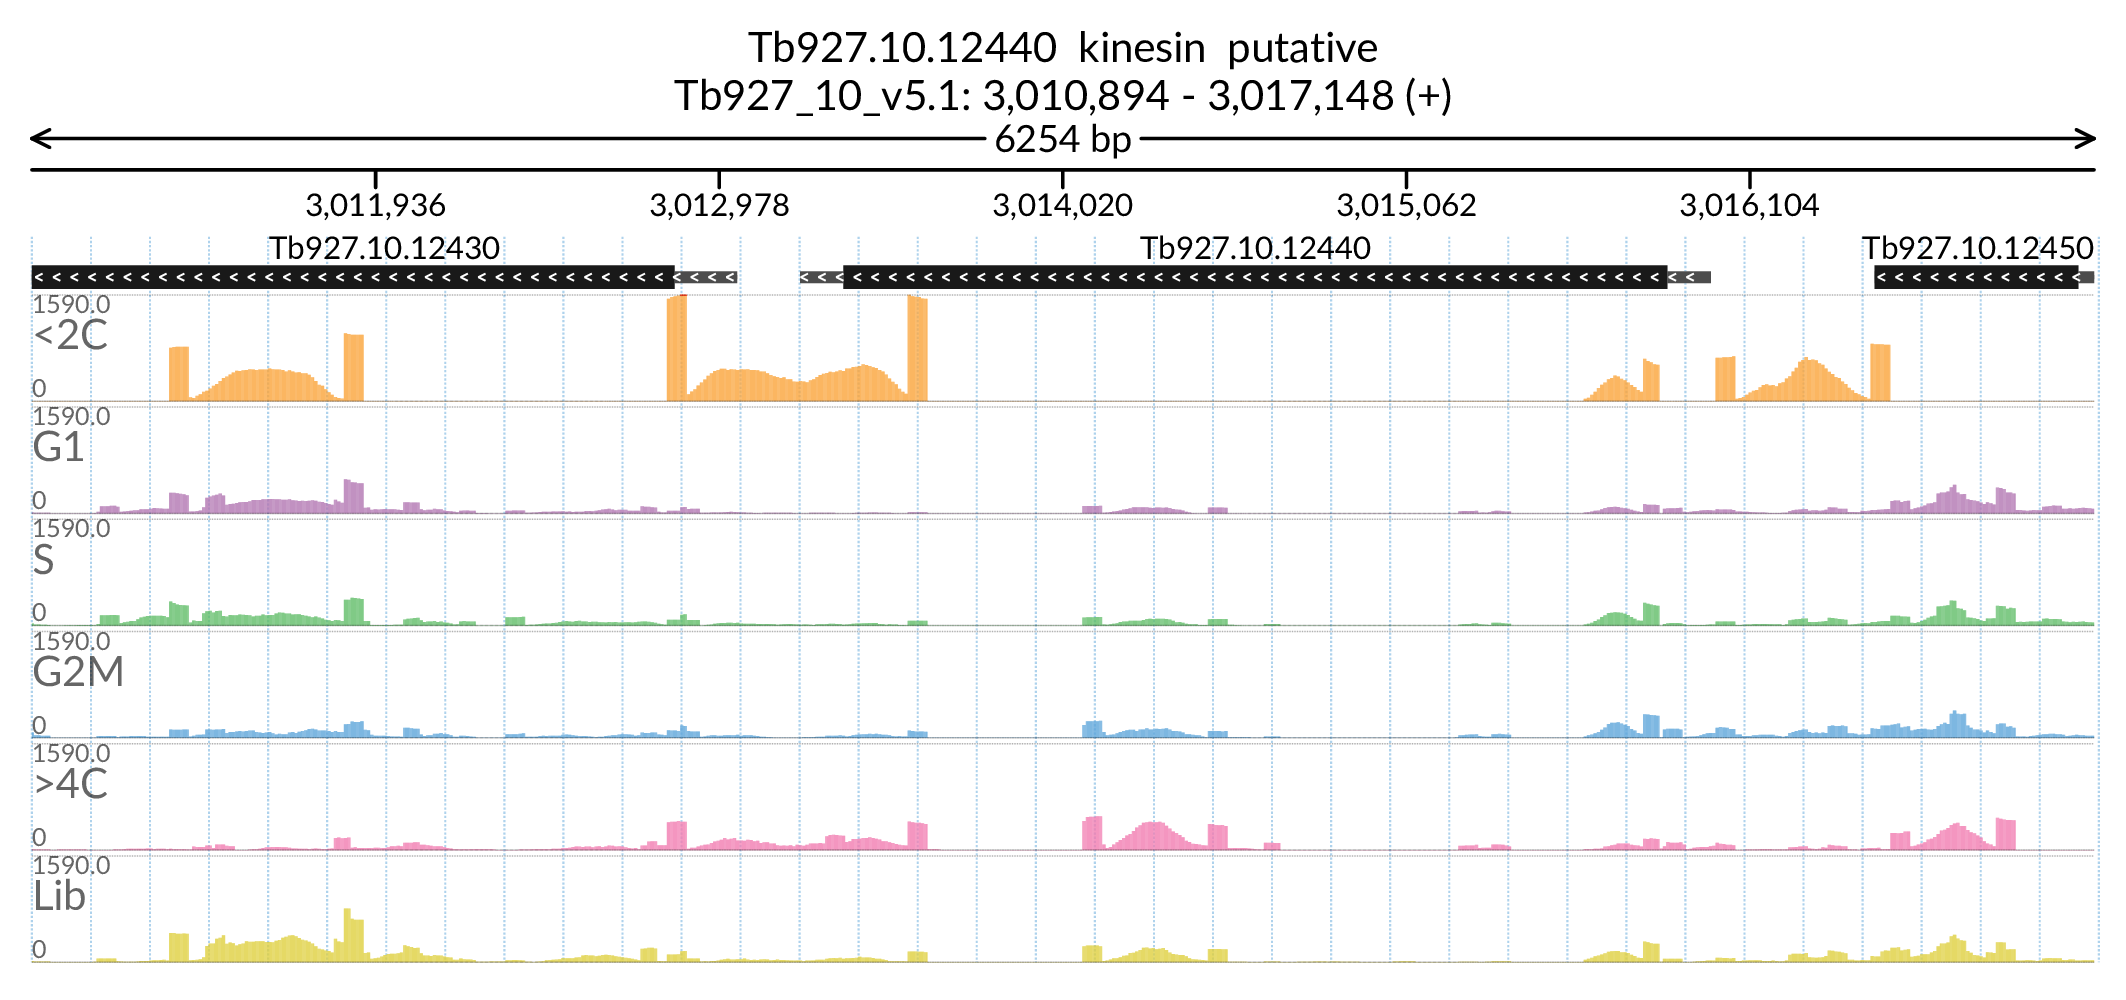 Tb927.10.12440 kinesin putative
Tb927_10_v5.1: 3,010,894 - 3,017,148 (+)
6254 bp
3,011,936 3,012,978 3,014,020 3,015,062 3,016,104
Tb927.10.12430 Tb927.10.12440 Tb927.10.12450
1590.0
<2C
0
1590.0
G1
0
1590.0
S
0
1590.0
G2M
0
1590.0
>4C
0
1590.0
Lib
0